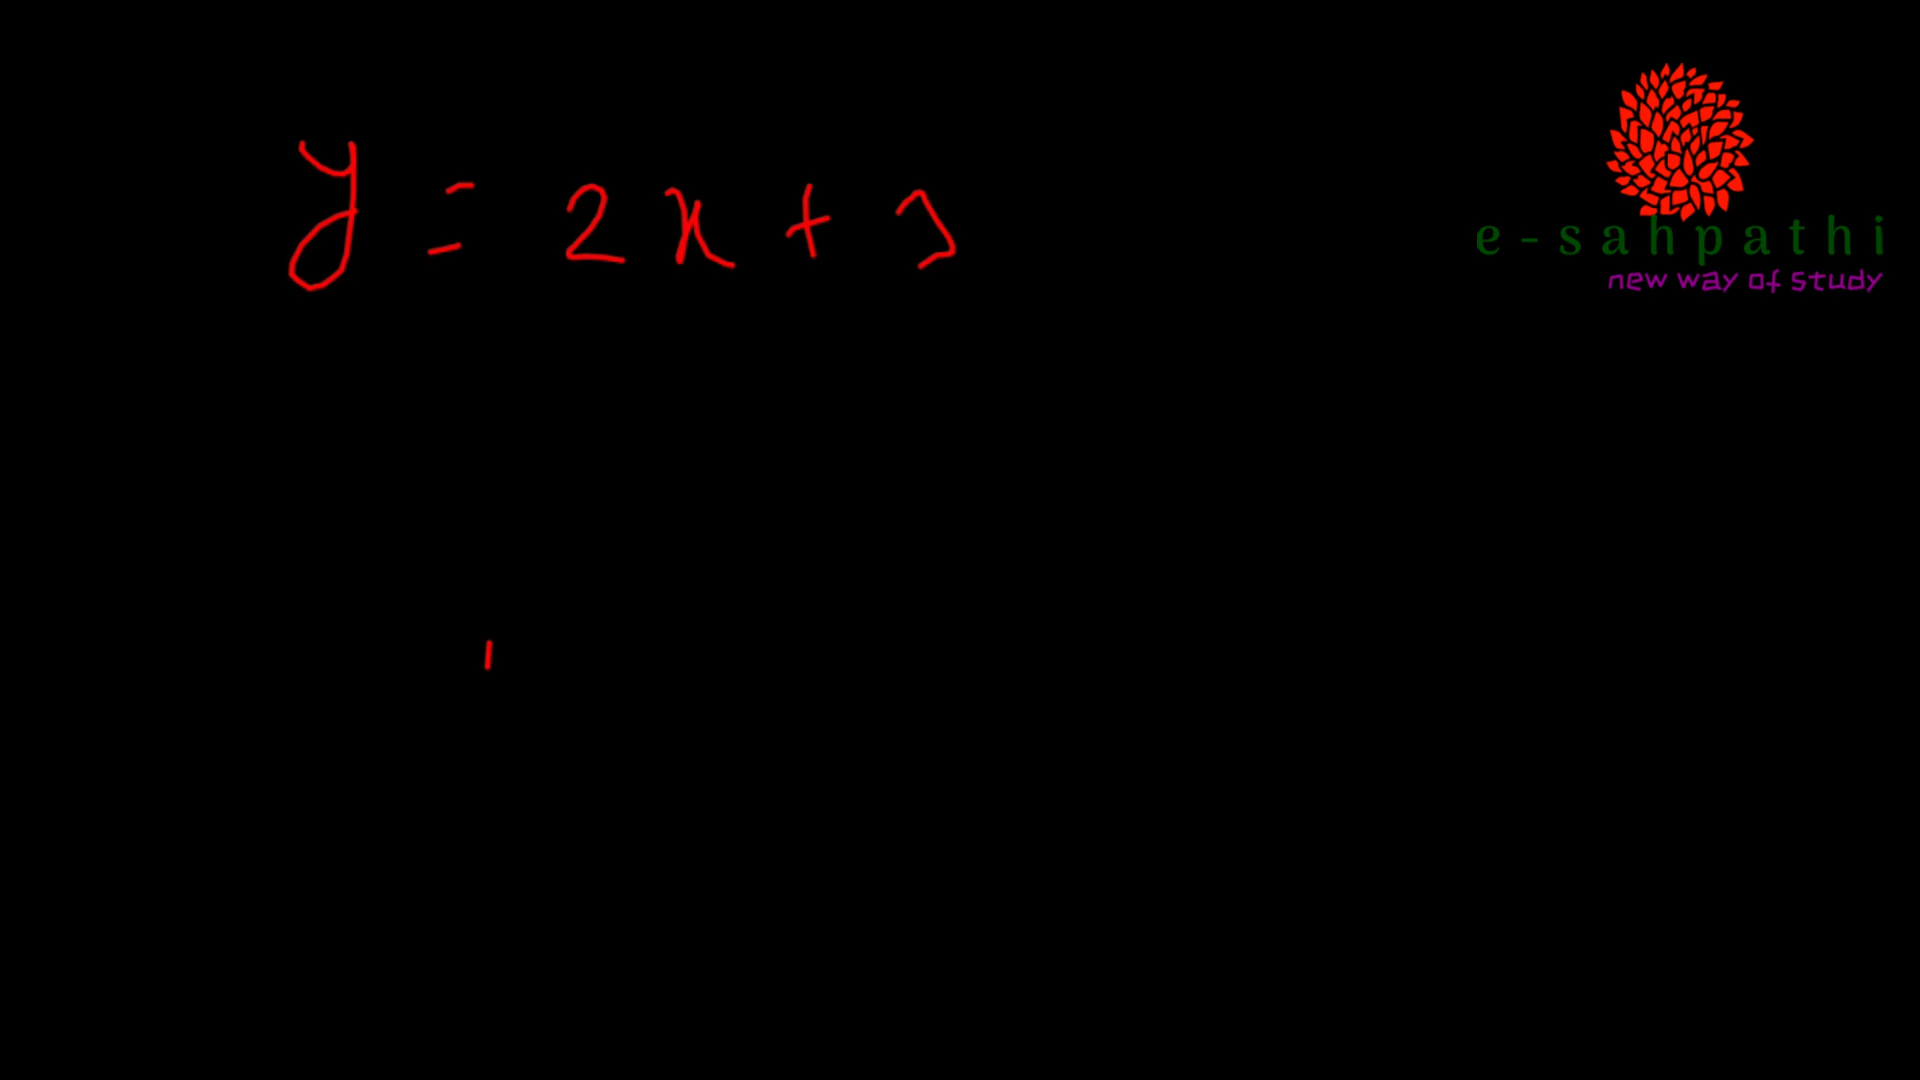 y = 2x + 3
e-sahpathi
new way of study